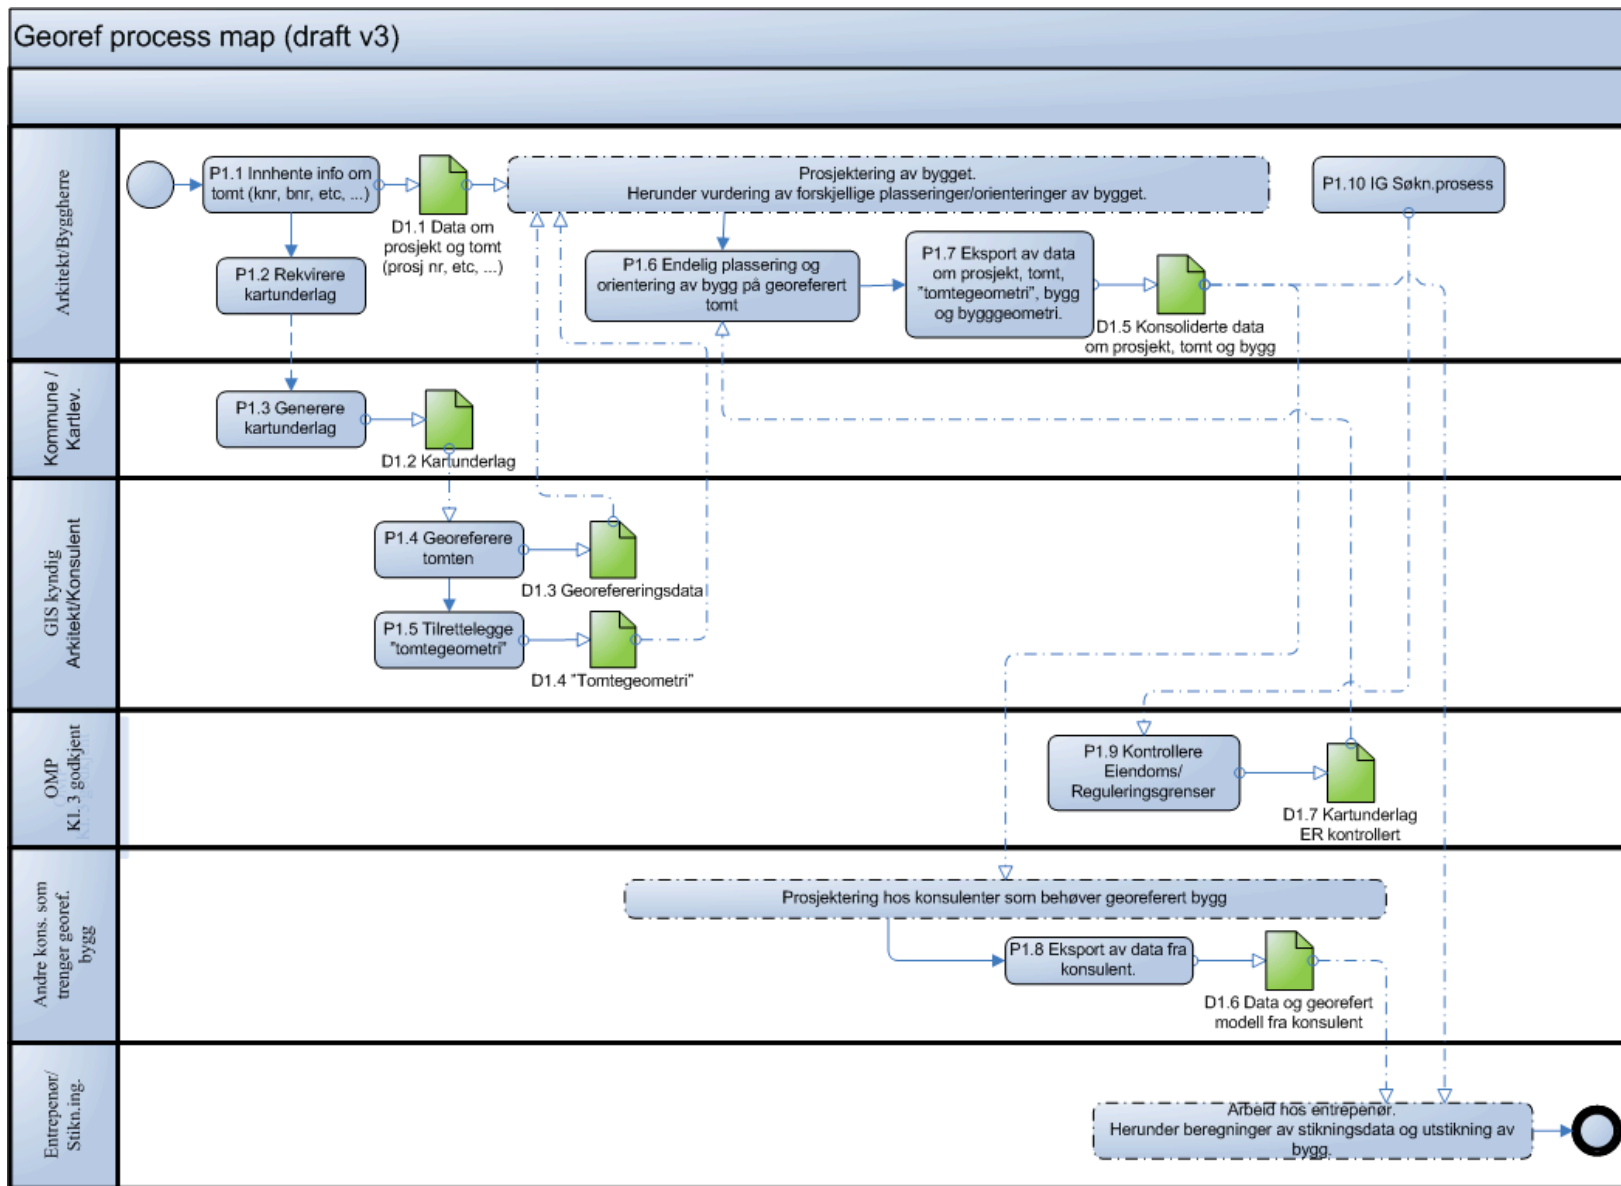 Georef process map (draft v3)
Arkitekt/Byggherre
P1.1 Innhente info om
tomt (knr, bnr, etc, ...)
D1.1 Data om
prosjekt og tomt
(prosj nr, etc, ...)
Prosjektering av bygget.
Herunder vurdering av forskjellige plasseringer/orienteringer av bygget.
P1.10 IG Søkn.prosess
P1.2 Rekvirere
kartunderlag
P1.6 Endelig plassering og
orientering av bygg på georefert
tomt
P1.7 Eksport av data
om prosjekt, tomt,
"tomtegeometri", bygg
og bygggeometri.
D1.5 Konsoliderte data
om prosjekt, tomt og bygg
Kommune /
Kartlev.
P1.3 Generere
kartunderlag
D1.2 Kartunderlag
GIS kyndig
Arkitekt/Konsulent
P1.4 Georeferere
tomten
D1.3 Georefereringsdata
P1.5 Tilrettelegge
"tomtegeometri"
D1.4 "Tomtegeometri"
OMP
Kl. 3 godkjent
P1.9 Kontrollere
Eiendoms/
Reguleringsgrenser
D1.7 Kartunderlag
ER kontrollert
Andre kons. som
trenger georef.
bygg
Prosjektering hos konsulenter som behøver georefert bygg
P1.8 Eksport av data fra
konsulent.
D1.6 Data og georefert
modell fra konsulent
Entrepenør/
Stikn.ing.
Arbeid hos entrepenør.
Herunder beregninger av stikningsdata og utstikning av
bygg.